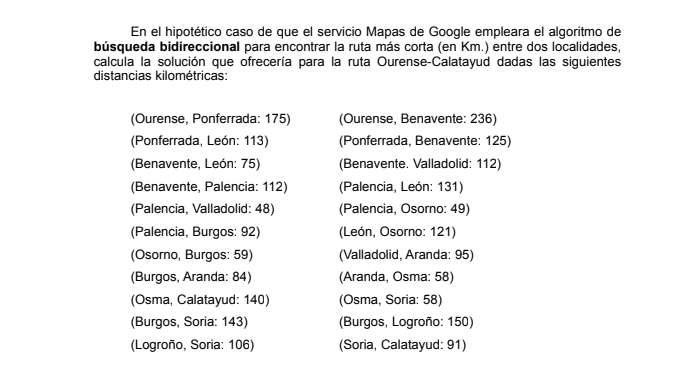 En el hipotético caso de que el servicio Mapas de Google empleara el algoritmo de
búsqueda bidireccional para encontrar la ruta más corta (en Km.) entre dos localidades,
calcula la solución que ofrecería para la ruta Ourense-Calatayud dadas las siguientes
distancias kilométricas:
(Ourense, Ponferrada: 175) (Ourense, Benavente: 236)
(Ponferrada, León: 113) (Ponferrada, Benavente: 125)
(Benavente, León: 75) (Benavente. Valladolid: 112)
(Benavente, Palencia: 112) (Palencia, León: 131)
(Palencia, Valladolid: 48) (Palencia, Osorno: 49)
(Palencia, Burgos: 92) (León, Osorno: 121)
(Osorno, Burgos: 59) (Valladolid, Aranda: 95)
(Burgos, Aranda: 84) (Aranda, Osma: 58)
(Osma, Calatayud: 140) (Osma, Soria: 58)
(Burgos, Soria: 143) (Burgos, Logroño: 150)
(Logroño, Soria: 106) (Soria, Calatayud: 91)